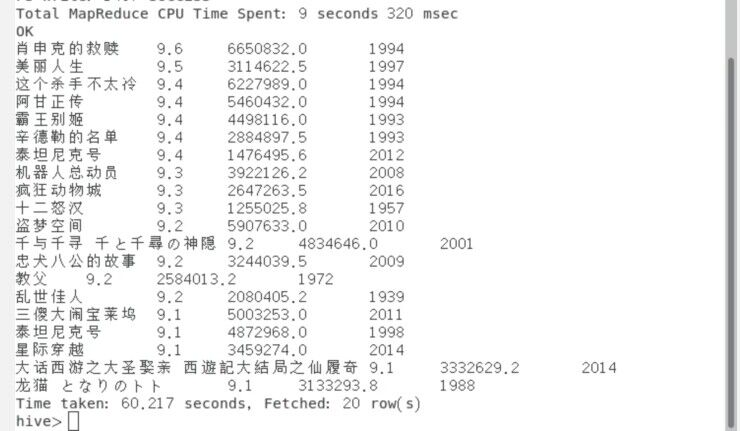 Total MapReduce CPU Time Spent: 9 seconds 320 msec
OK
肖申克的救赎 9.6 6650832.0 1994
美丽人生 9.5 3114622.5 1997
这个杀手不太冷 9.4 6227989.0 1994
阿甘正传 9.4 5460432.0 1994
霸王别姬 9.4 4498116.0 1993
辛德勒的名单 9.4 2884897.5 1993
泰坦尼克号 9.4 1476495.6 2012
机器人总动员 9.3 3922126.2 2008
疯狂动物城 9.3 2647263.5 2016
十二怒汉 9.3 1255025.8 1957
盗梦空间 9.2 5907633.0 2010
千与千寻 千と千尋の神隠 9.2 4834646.0 2001
忠犬八公的故事 9.2 3244039.5 2009
教父 9.2 2584013.2 1972
乱世佳人 9.2 2080405.2 1939
三傻大闹宝莱坞 9.1 5003253.0 2011
泰坦尼克号 9.1 4872968.0 1998
星际穿越 9.1 3459274.0 2014
大话西游之大圣娶亲 西遊記大結局之仙履奇 9.1 3332629.2 2014
龙猫 となりのトト 9.1 3133293.8 1988
Time taken: 60.217 seconds, Fetched: 20 row(s)
hive>